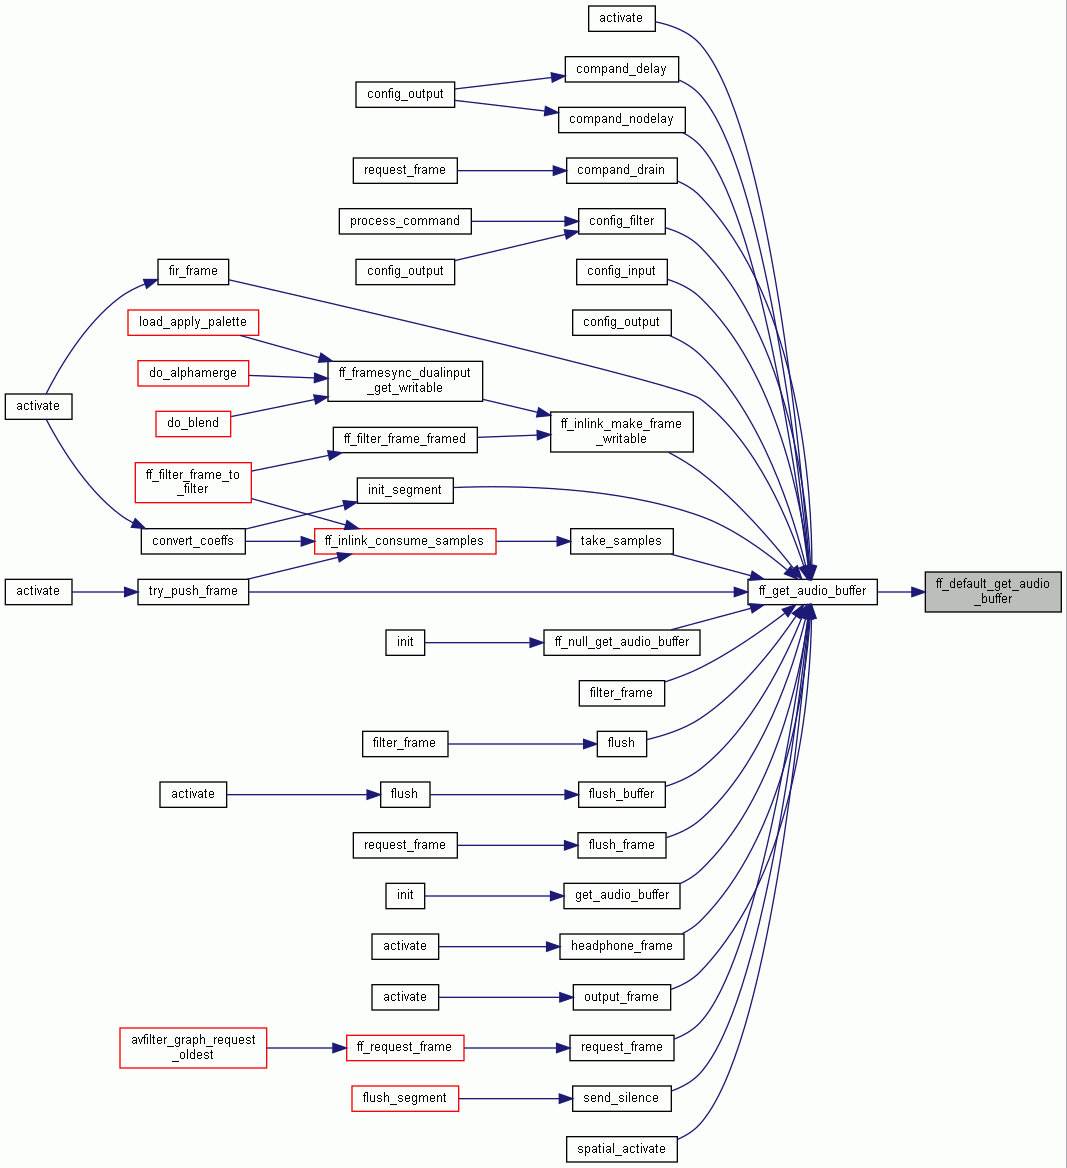 activate
compand_delay
config_output
compand_nodelay
request_frame
compand_drain
process_command
config_filter
config_output
config_input
fir_frame
load_apply_palette
config_output
ff_framesync_dualinput
_get_writable
do_alphamerge
activate
do_blend
ff_inlink_make_frame
_writable
ff_filter_frame_framed
ff_filter_frame_to
_filter
init_segment
convert_coeffs
ff_inlink_consume_samples
take_samples
activate
try_push_frame
ff_get_audio_buffer
ff_default_get_audio
_buffer
init
ff_null_get_audio_buffer
filter_frame
filter_frame
flush
activate
flush
flush_buffer
request_frame
flush_frame
init
get_audio_buffer
activate
headphone_frame
activate
output_frame
avfilter_graph_request
_oldest
ff_request_frame
request_frame
flush_segment
send_silence
spatial_activate